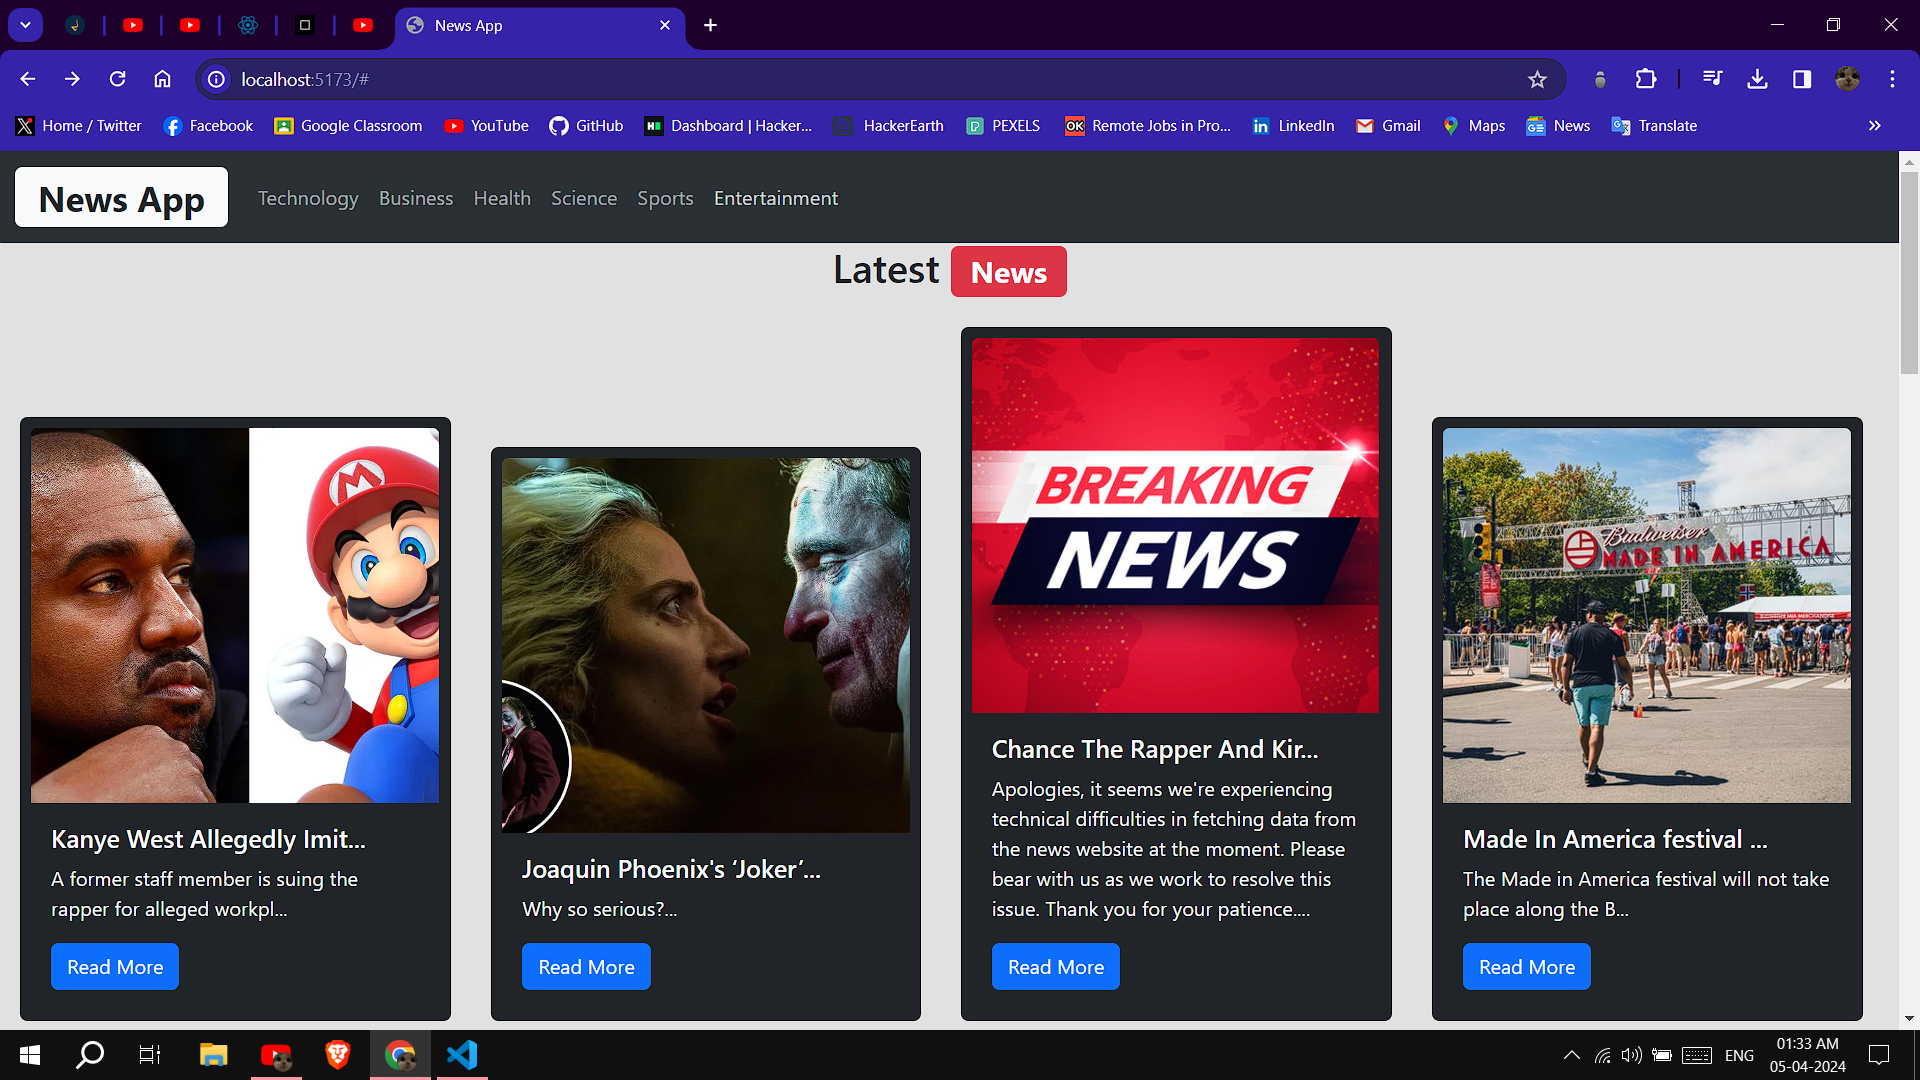 News App
localhost:5173/#
Home / Twitter
Facebook
Google Classroom
YouTube
GitHub
Dashboard | Hacker...
HackerEarth
PEXELS
Remote Jobs in Pro...
LinkedIn
Gmail
Maps
News
Translate
News App
Technology
Business
Health
Science
Sports
Entertainment
Latest News
Kanye West Allegedly Imit...
A former staff member is suing the
rapper for alleged workpl...
Read More
Joaquin Phoenix's ‘Joker’...
Why so serious?...
Read More
BREAKING
NEWS
Chance The Rapper And Kir...
Apologies, it seems we're experiencing
technical difficulties in fetching data from
the news website at the moment. Please
bear with us as we work to resolve this
issue. Thank you for your patience....
Read More
Budweiser
MADE IN AMERICA
Made In America festival ...
The Made in America festival will not take
place along the B...
Read More
ENG
01:33 AM
05-04-2024